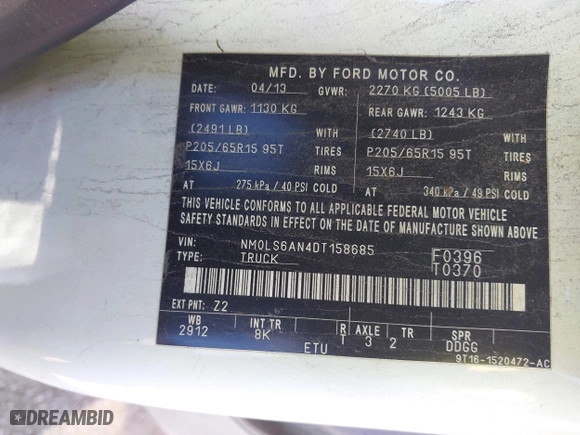 MFD. BY FORD MOTOR CO.
DATE: 04/13 GVWR: 2270 KG (5005 LB)
FRONT GAWR: 1130 KG REAR GAWR: 1243 KG
(2491 LB) WITH (2740 LB) WITH
P205/65R15 95T TIRES P205/65R15 95T TIRES
15X6J RIMS 15X6J RIMS
AT 275 kPa / 40 PSI COLD AT 340 kPa / 49 PSI COLD
THIS VEHICLE CONFORMS TO ALL APPLICABLE FEDERAL MOTOR VEHICLE
SAFETY STANDARDS IN EFFECT ON THE DATE OF MANUFACTURE SHOWN ABOVE
VIN: NM0LS6AN4DT158685 F0396
TYPE: TRUCK T0370
EXT PNT: Z2
WB INT TR R AXLE TR SPR
2912 8K T 3 2 DDGG
ETU 9T16-1520472-AC
DREAMBID